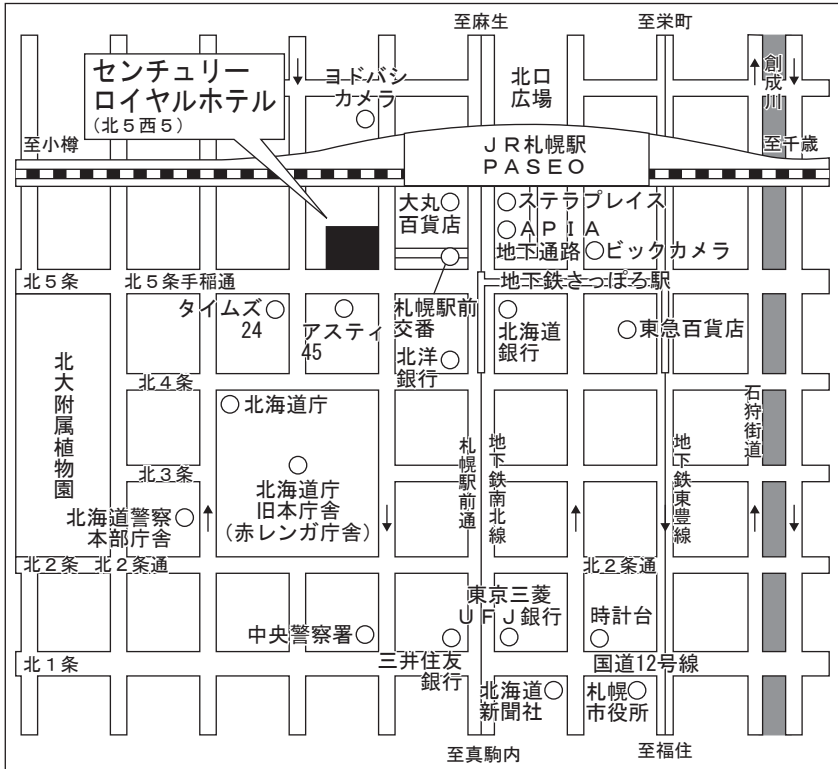 至麻生
至栄町
センチュリー
ロイヤルホテル
(北5西5)
ヨドバシ
カメラ
北口
広場
創成川
至小樽
JR札幌駅
PASEO
至千歳
大丸
百貨店
ステラプレイス
APIA
地下通路
ビックカメラ
北5条
北5条手稲通
地下鉄さっぽろ駅
タイムズ
24
アスティ
45
札幌駅前
交番
北海道
銀行
東急百貨店
北洋
銀行
北大附属植物園
北4条
北海道庁
石狩街道
北3条
北海道庁
旧本庁舎
(赤レンガ庁舎)
札幌駅前通
地下鉄南北線
地下鉄東豊線
北海道警察
本部庁舎
北2条
北2条通
北2条通
東京三菱
UFJ銀行
時計台
中央警察署
三井住友
銀行
北1条
国道12号線
北海道
新聞社
札幌
市役所
至真駒内
至福住